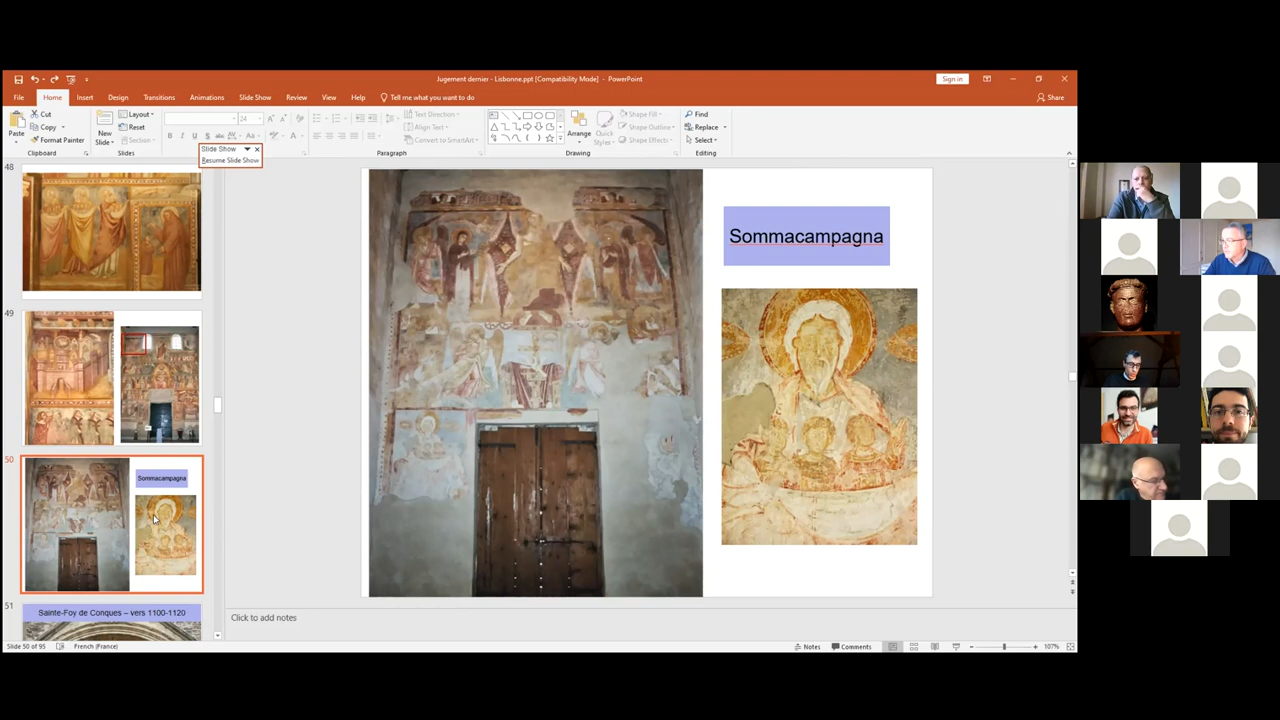 Jugement dernier - Lisbonne.ppt [Compatibility Mode] - PowerPoint
Sign in
File Home Insert Design Transitions Animations Slide Show Review View Help Tell me what you want to do
Share
Paste
Cut
Copy
Format Painter
Clipboard
New Slide
Layout
Reset
Slides
24
Slide Show
Resume Slide Show
Text Direction
Align Text
Convert to SmartArt
Paragraph
Arrange
Quick Styles
Shape Fill
Shape Outline
Shape Effects
Drawing
Find
Replace
Select
Editing
48
49
50
Sommacampagna
51
Sainte-Foy de Conques – vers 1100-1120
Sommacampagna
Click to add notes
Slide 50 of 95 French (France)
Notes Comments 107%